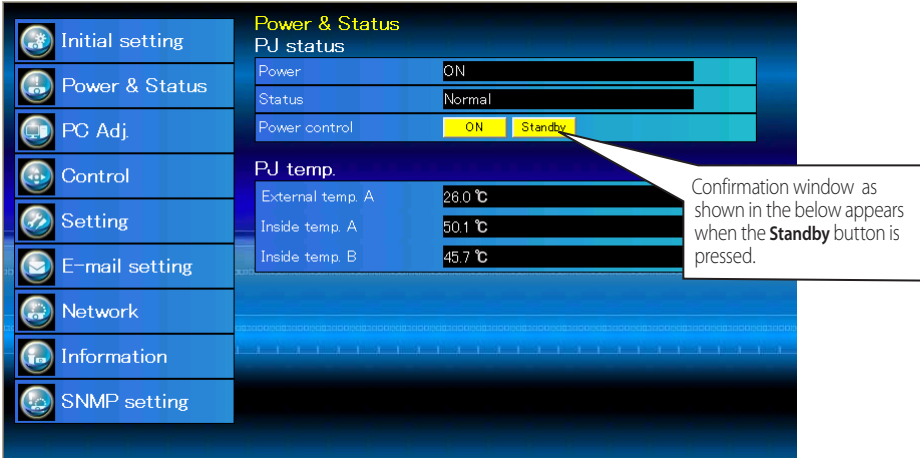 Initial setting
Power & Status
PC Adj.
Control
Setting
E-mail setting
Network
Information
SNMP setting
Power & Status
PJ status
Power ON
Status Normal
Power control ON Standby
PJ temp.
External temp. A 26.0 ℃
Inside temp. A 50.1 ℃
Inside temp. B 45.7 ℃
Confirmation window as
shown in the below appears
when the Standby button is
pressed.